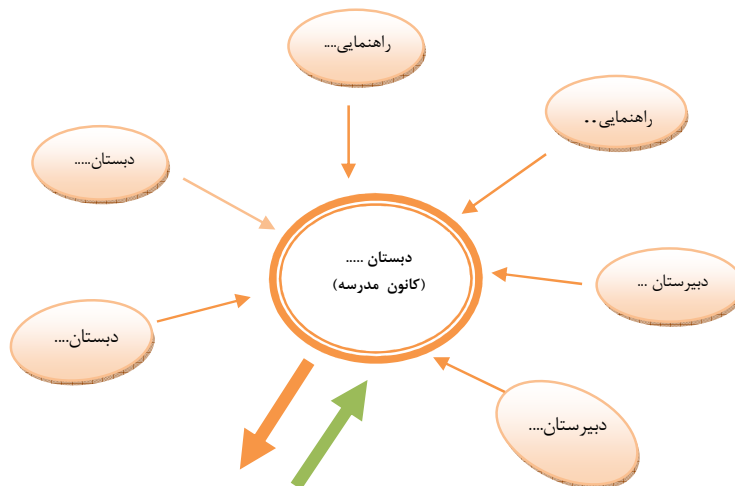 راهنمایی....
راهنمایی..
دبستان.....
دبستان .....
(کانون مدرسه)
دبیرستان ...
دبستان....
دبیرستان....